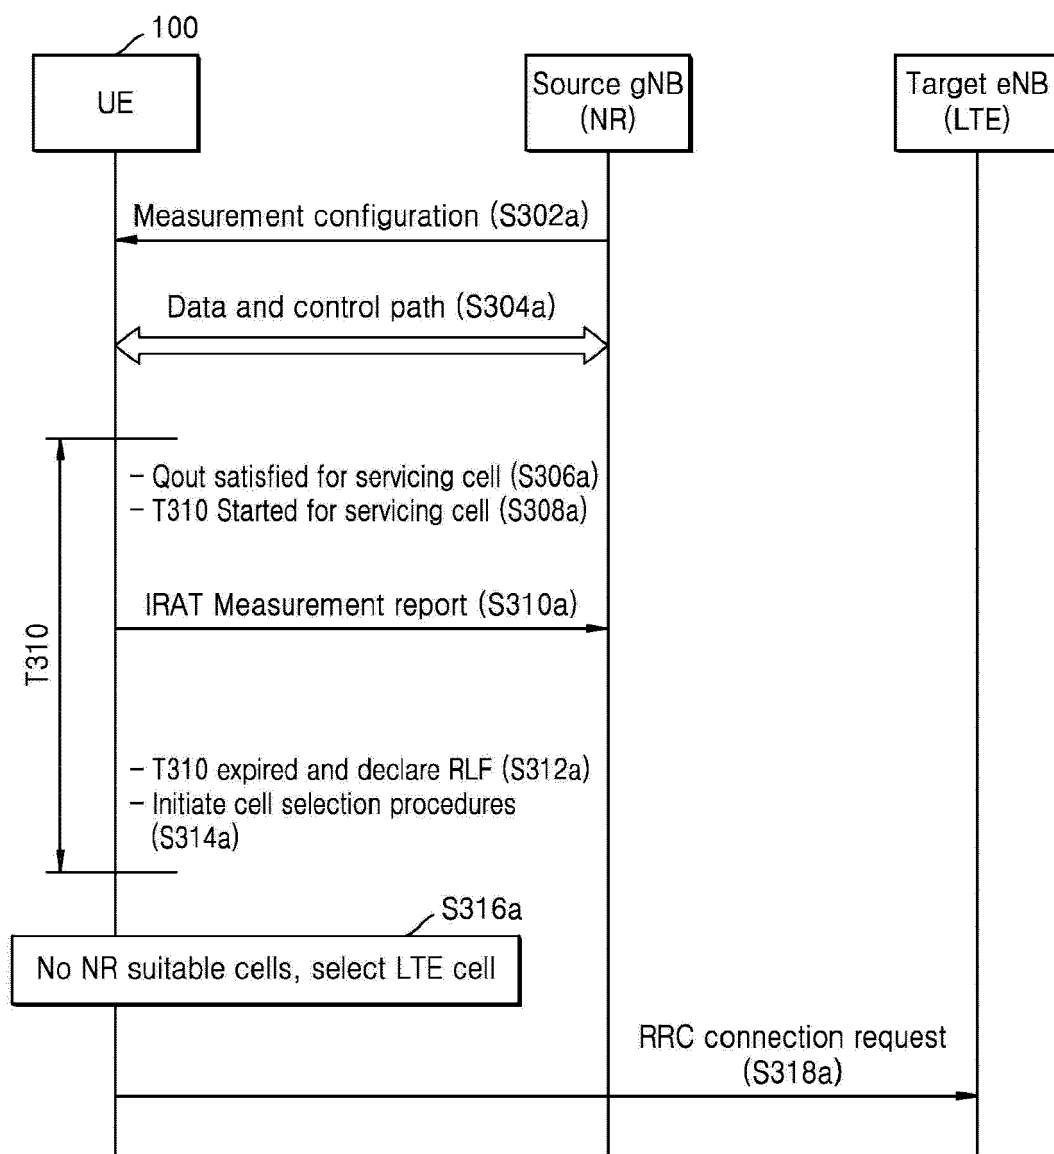 100
UE
Source gNB
(NR)
Target eNB
(LTE)
Measurement configuration (S302a)
Data and control path (S304a)
– Qout satisfied for servicing cell (S306a)
– T310 Started for servicing cell (S308a)
IRAT Measurement report (S310a)
T310
– T310 expired and declare RLF (S312a)
– Initiate cell selection procedures
(S314a)
S316a
No NR suitable cells, select LTE cell
RRC connection request
(S318a)